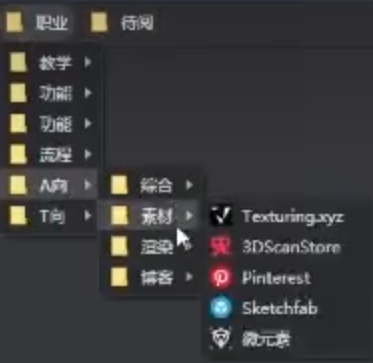 职业 待阅
教学
功能
功能
流程
A向
T向
综合
素材
渲染
博客
Texturing.xyz
3DScanStore
Pinterest
Sketchfab
微元素